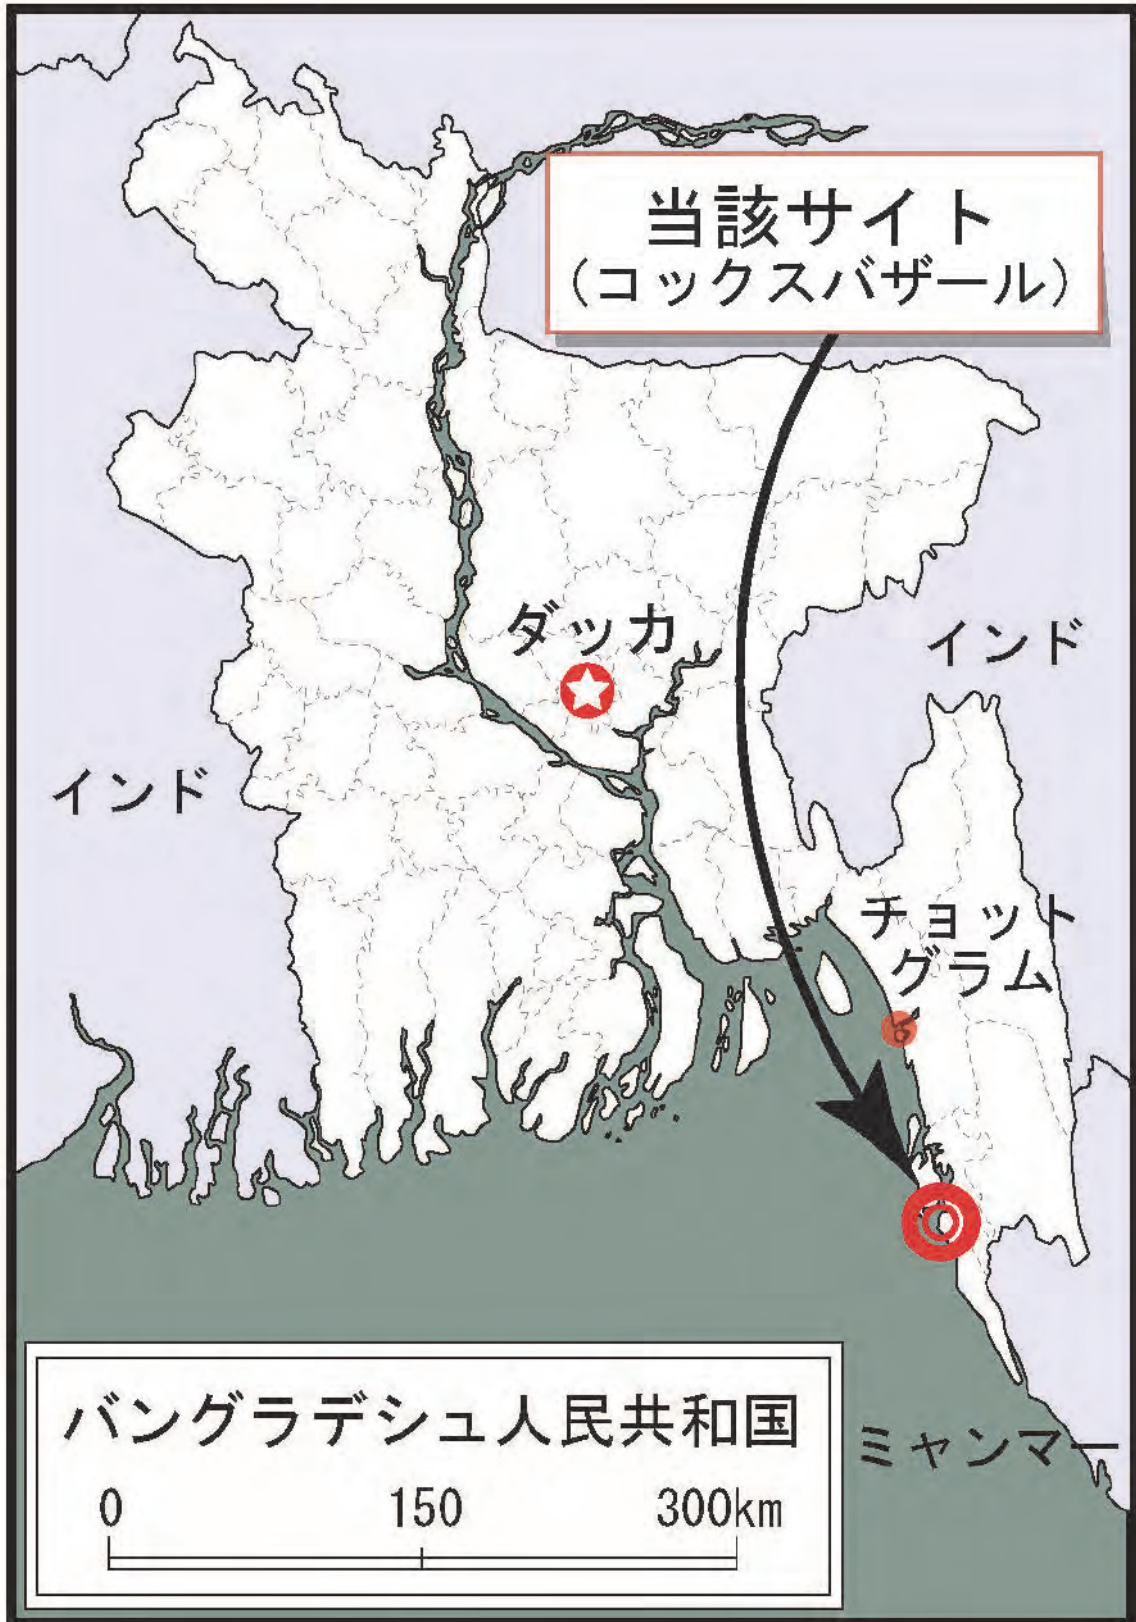 当該サイト
（コックスバザール）
ダッカ
インド
インド
チョット
グラム
バングラデシュ人民共和国
ミャンマー
0 150 300km